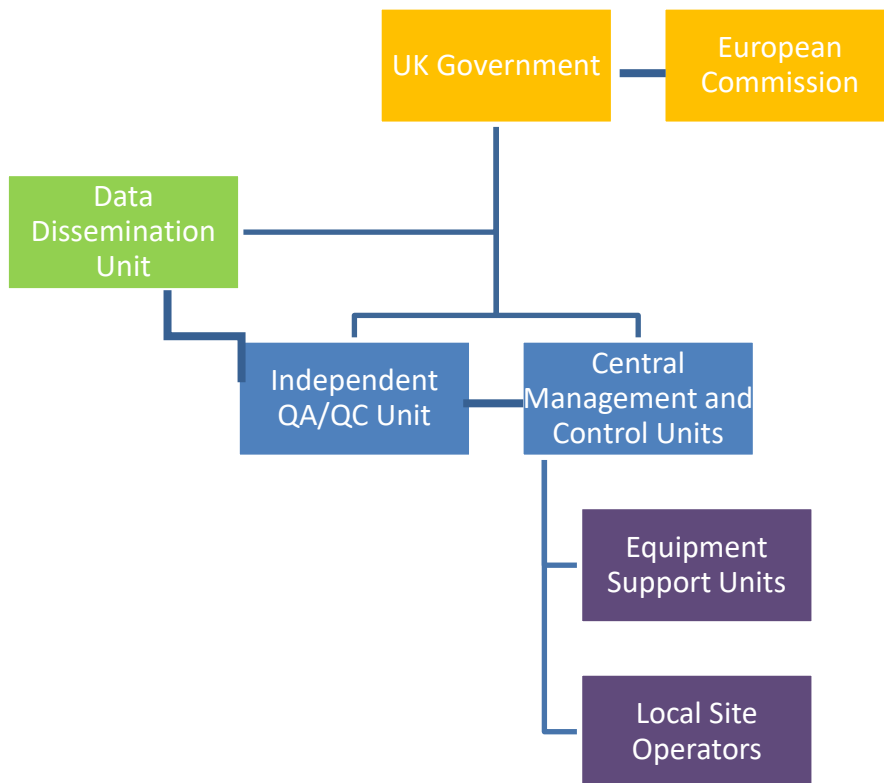 UK Government
European
Commission
Data
Dissemination
Unit
Independent
QA/QC Unit
Central
Management and
Control Units
Equipment
Support Units
Local Site
Operators